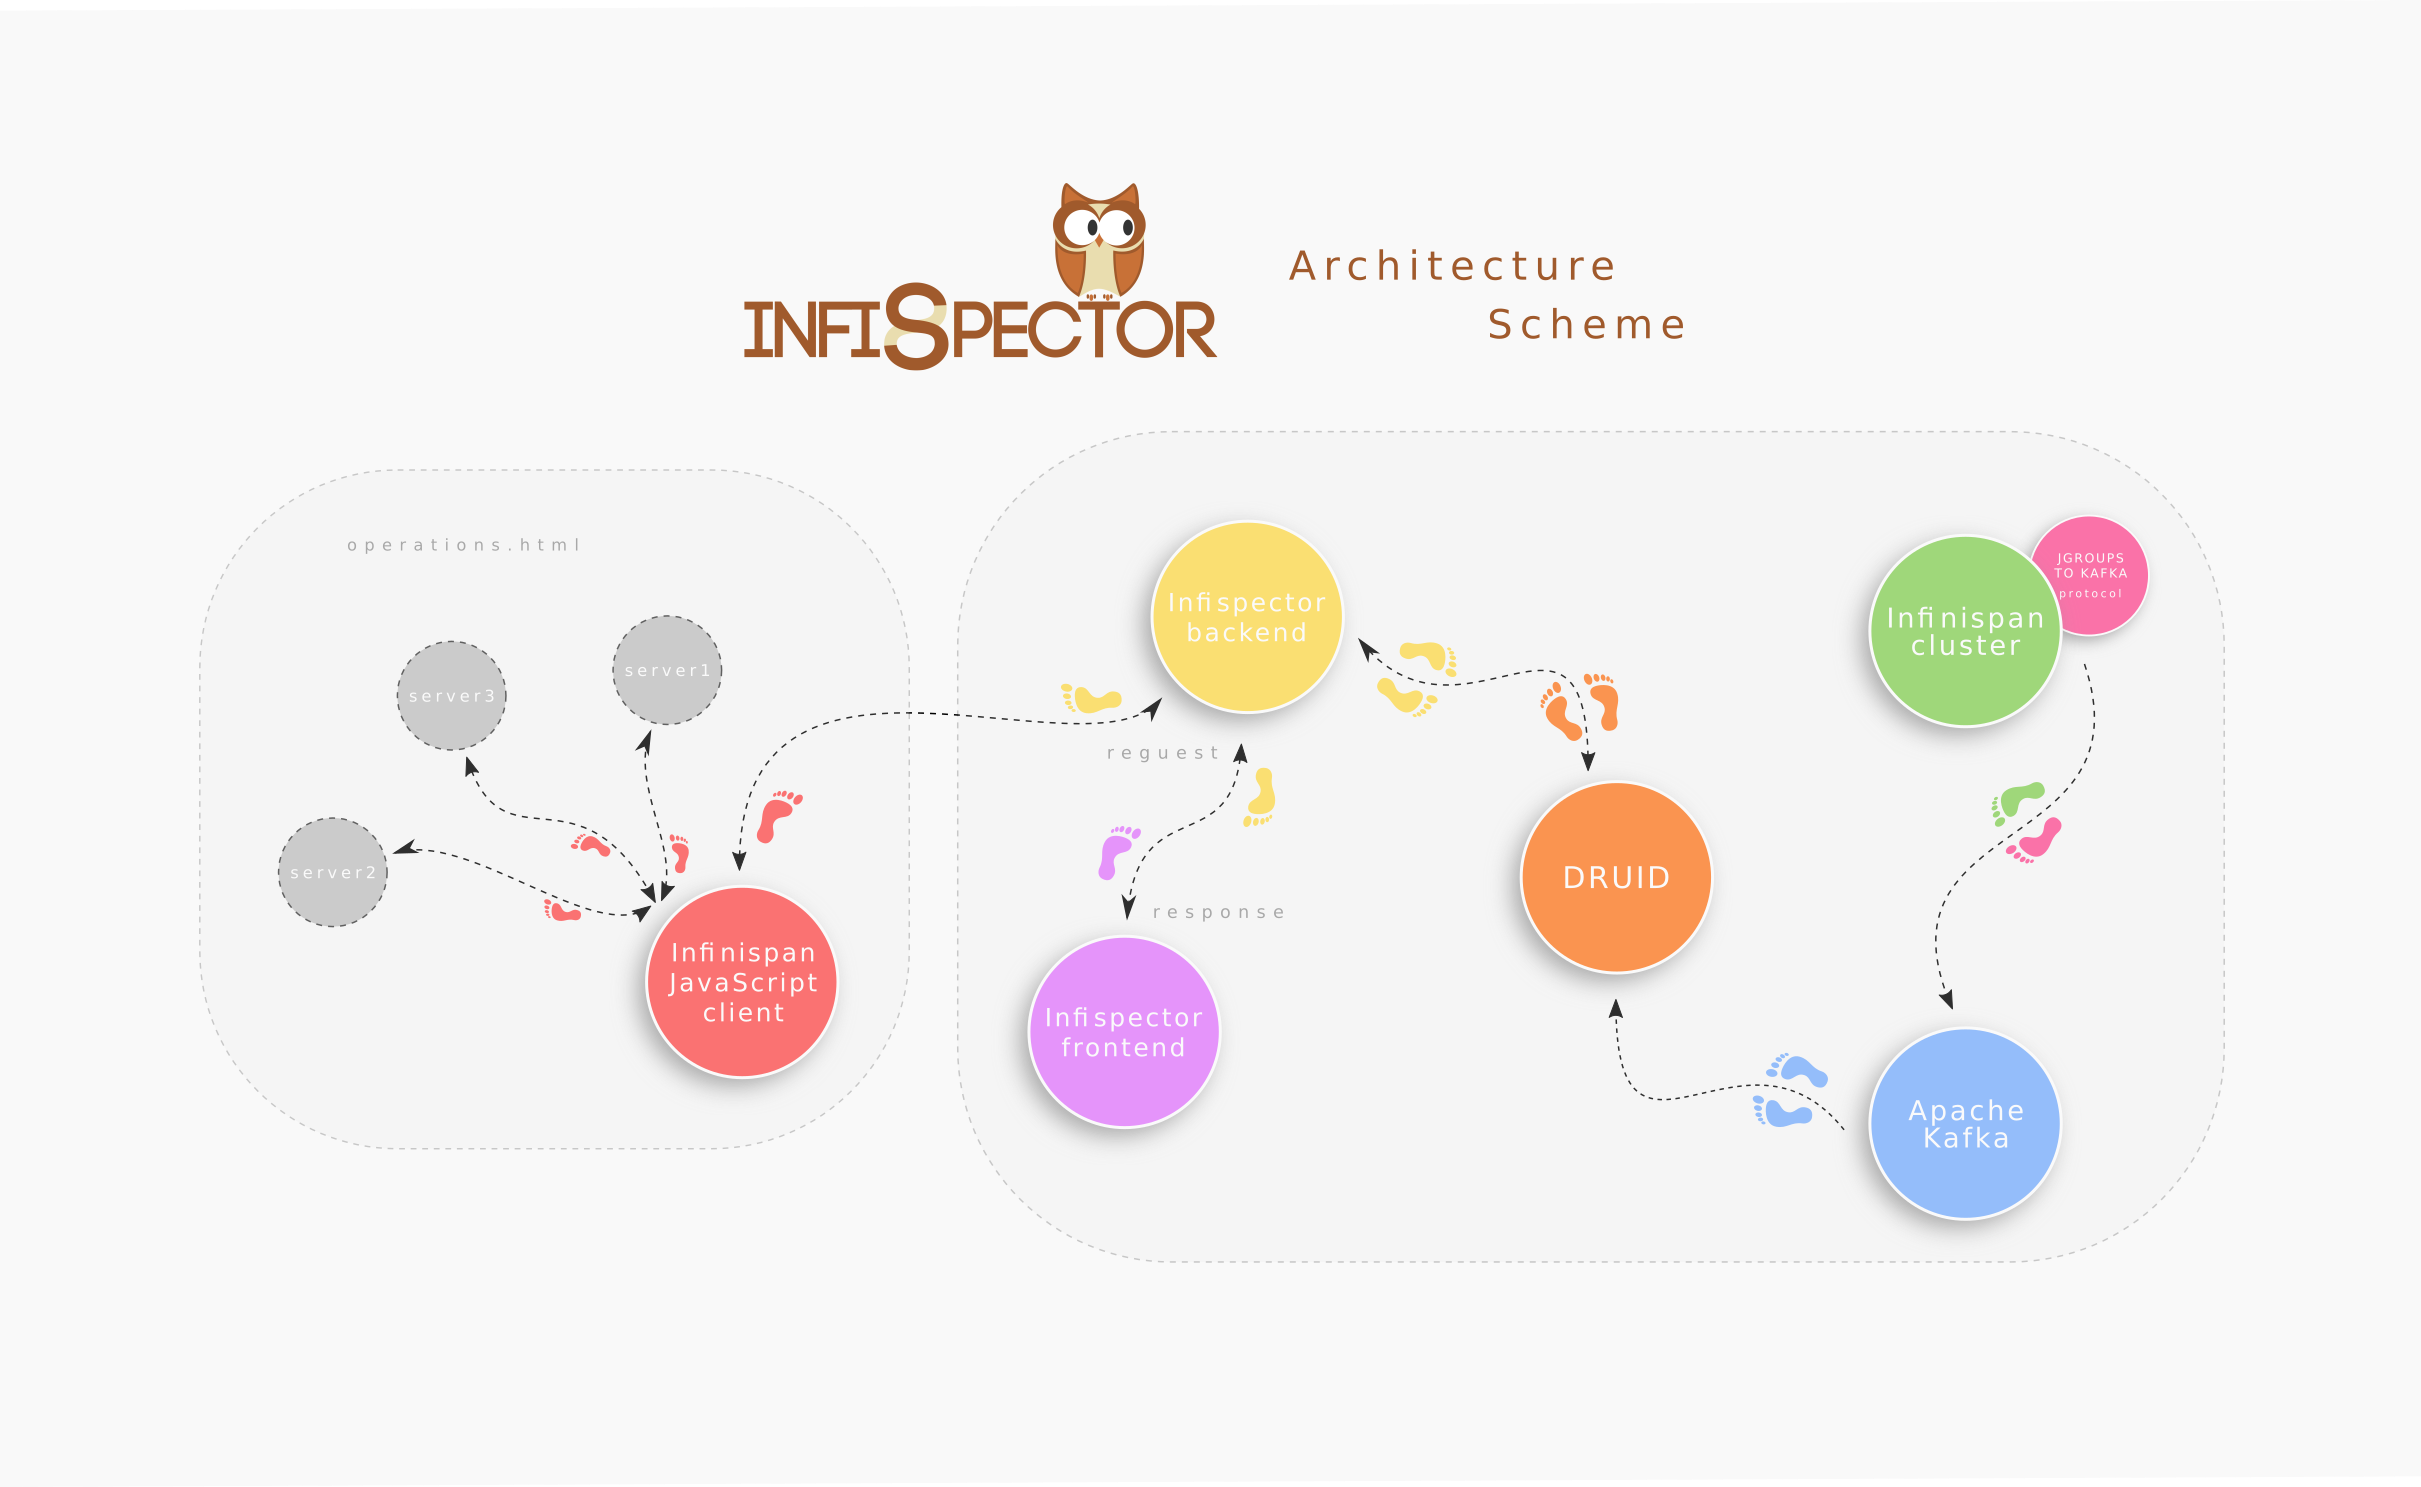 INFISPECTOR
Architecture
Scheme
operations.html
server1
server3
server2
Infinispan
JavaScript
client
Infispector
backend
reguest
response
Infispector
frontend
DRUID
Infinispan
cluster
JGROUPS
TO KAFKA
protocol
Apache
Kafka